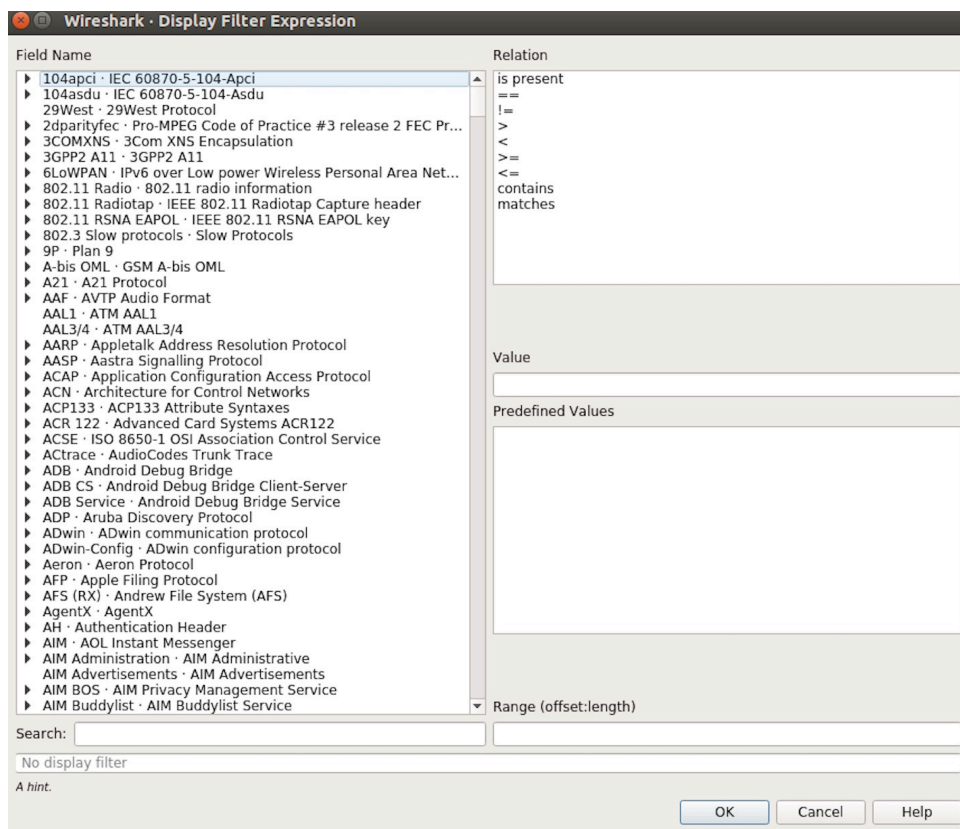 Wireshark · Display Filter Expression
Field Name
104apci · IEC 60870-5-104-Apci
104asdu · IEC 60870-5-104-Asdu
29West · 29West Protocol
2dparityfec · Pro-MPEG Code of Practice #3 release 2 FEC Pr...
3COMXNS · 3Com XNS Encapsulation
3GPP2 A11 · 3GPP2 A11
6LoWPAN · IPv6 over Low power Wireless Personal Area Net...
802.11 Radio · 802.11 radio information
802.11 Radiotap · IEEE 802.11 Radiotap Capture header
802.11 RSNA EAPOL · IEEE 802.11 RSNA EAPOL key
802.3 Slow protocols · Slow Protocols
9P · Plan 9
A-bis OML · GSM A-bis OML
A21 · A21 Protocol
AAF · AVTP Audio Format
AAL1 · ATM AAL1
AAL3/4 · ATM AAL3/4
AARP · Appletalk Address Resolution Protocol
AASP · Aastra Signalling Protocol
ACAP · Application Configuration Access Protocol
ACN · Architecture for Control Networks
ACP133 · ACP133 Attribute Syntaxes
ACR 122 · Advanced Card Systems ACR122
ACSE · ISO 8650-1 OSI Association Control Service
ACtrace · AudioCodes Trunk Trace
ADB · Android Debug Bridge
ADB CS · Android Debug Bridge Client-Server
ADB Service · Android Debug Bridge Service
ADP · Aruba Discovery Protocol
ADwin · ADwin communication protocol
ADwin-Config · ADwin configuration protocol
Aeron · Aeron Protocol
AFP · Apple Filing Protocol
AFS (RX) · Andrew File System (AFS)
AgentX · AgentX
AH · Authentication Header
AIM · AOL Instant Messenger
AIM Administration · AIM Administrative
AIM Advertisements · AIM Advertisements
AIM BOS · AIM Privacy Management Service
AIM Buddylist · AIM Buddylist Service
Search:
Relation
is present
==
!=
>
<
>=
<=
contains
matches
Value
Predefined Values
Range (offset:length)
No display filter
A hint.
OK
Cancel
Help